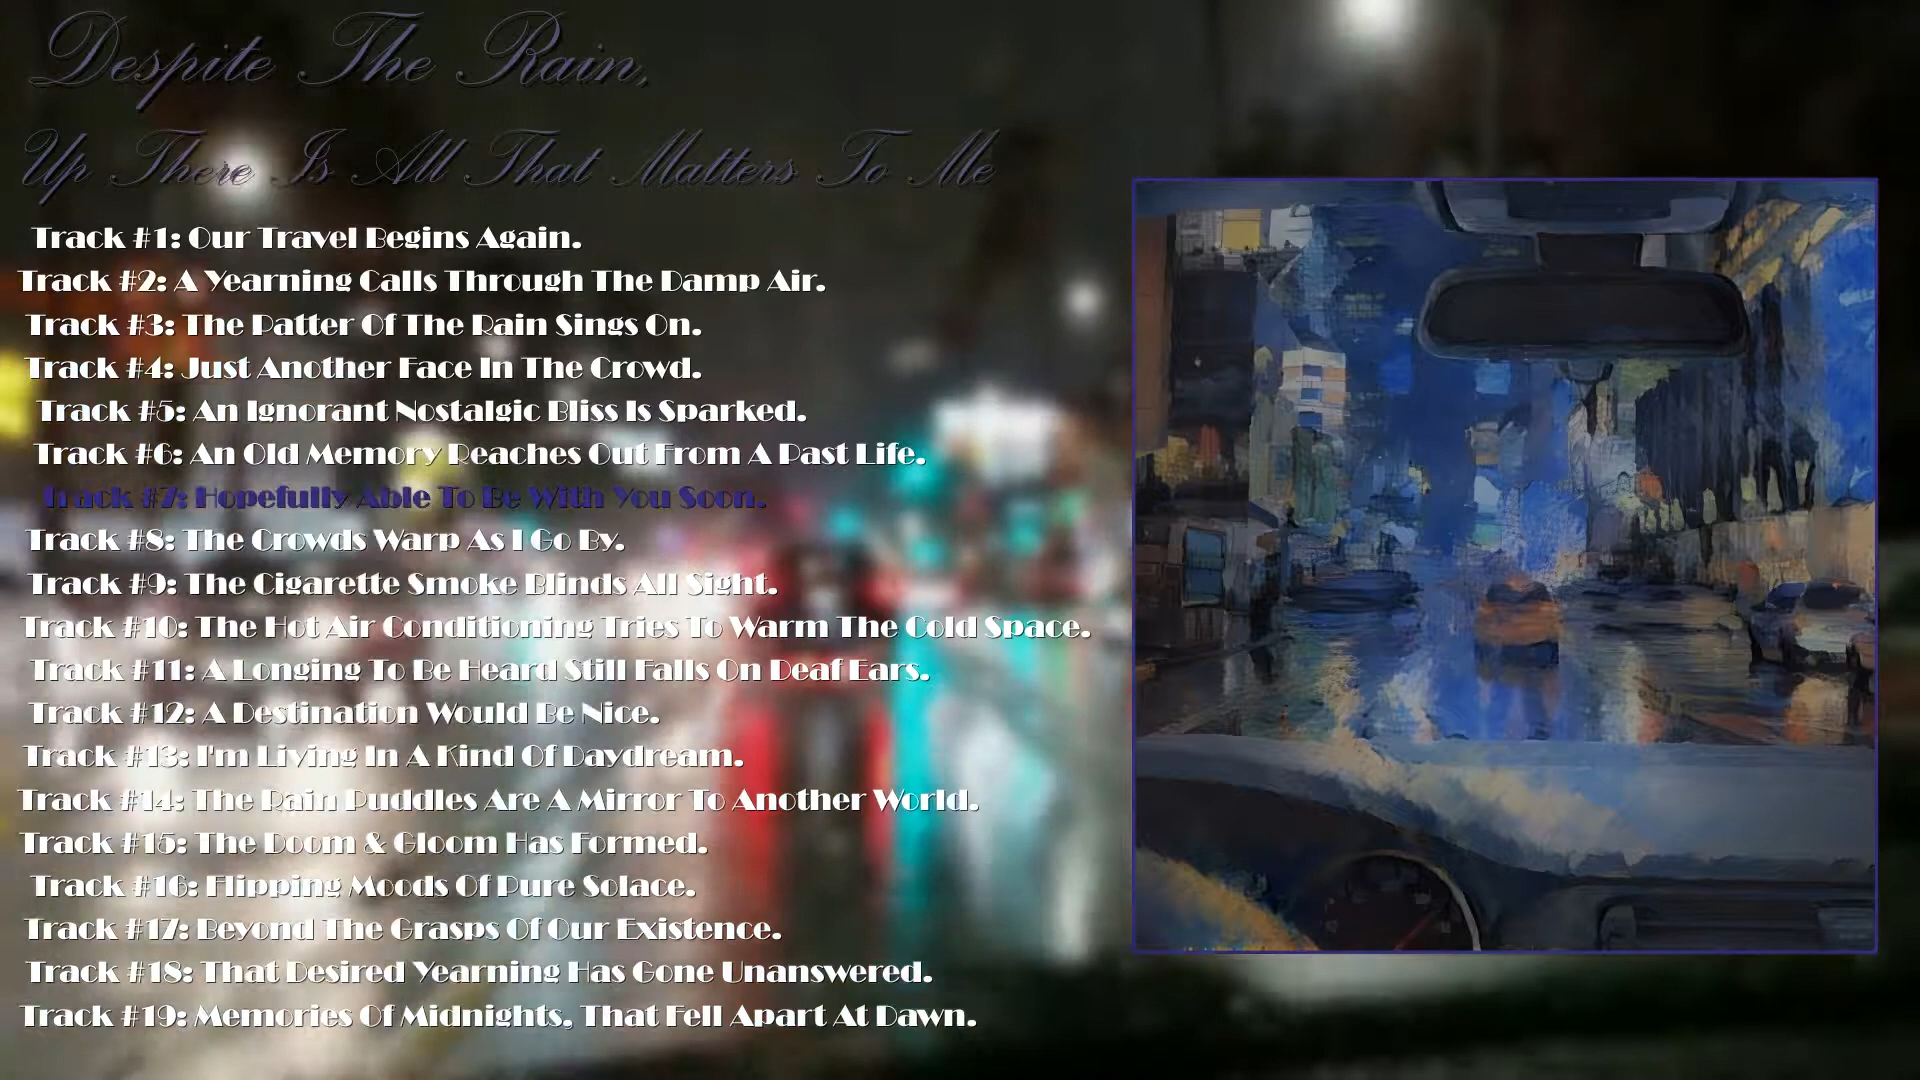 Despite The Rain,
Up There Is All That Matters To Me
Track #1: Our Travel Begins Again.
Track #2: A Yearning Calls Through The Damp Air.
Track #3: The Patter Of The Rain Sings On.
Track #4: Just Another Face In The Crowd.
Track #5: An Ignorant Nostalgic Bliss Is Sparked.
Track #6: An Old Memory Reaches Out From A Past Life.
Track #7: Hopefully Able To Be With You Soon.
Track #8: The Crowds Warp As I Go By.
Track #9: The Cigarette Smoke Blinds All Sight.
Track #10: The Hot Air Conditioning Tries To Warm The Cold Space.
Track #11: A Longing To Be Heard Still Falls On Deaf Ears.
Track #12: A Destination Would Be Nice.
Track #13: I'm Living In A Kind Of Daydream.
Track #14: The Rain Puddles Are A Mirror To Another World.
Track #15: The Doom & Gloom Has Formed.
Track #16: Flipping Moods Of Pure Solace.
Track #17: Beyond The Grasps Of Our Existence.
Track #18: That Desired Yearning Has Gone Unanswered.
Track #19: Memories Of Midnights, That Fell Apart At Dawn.